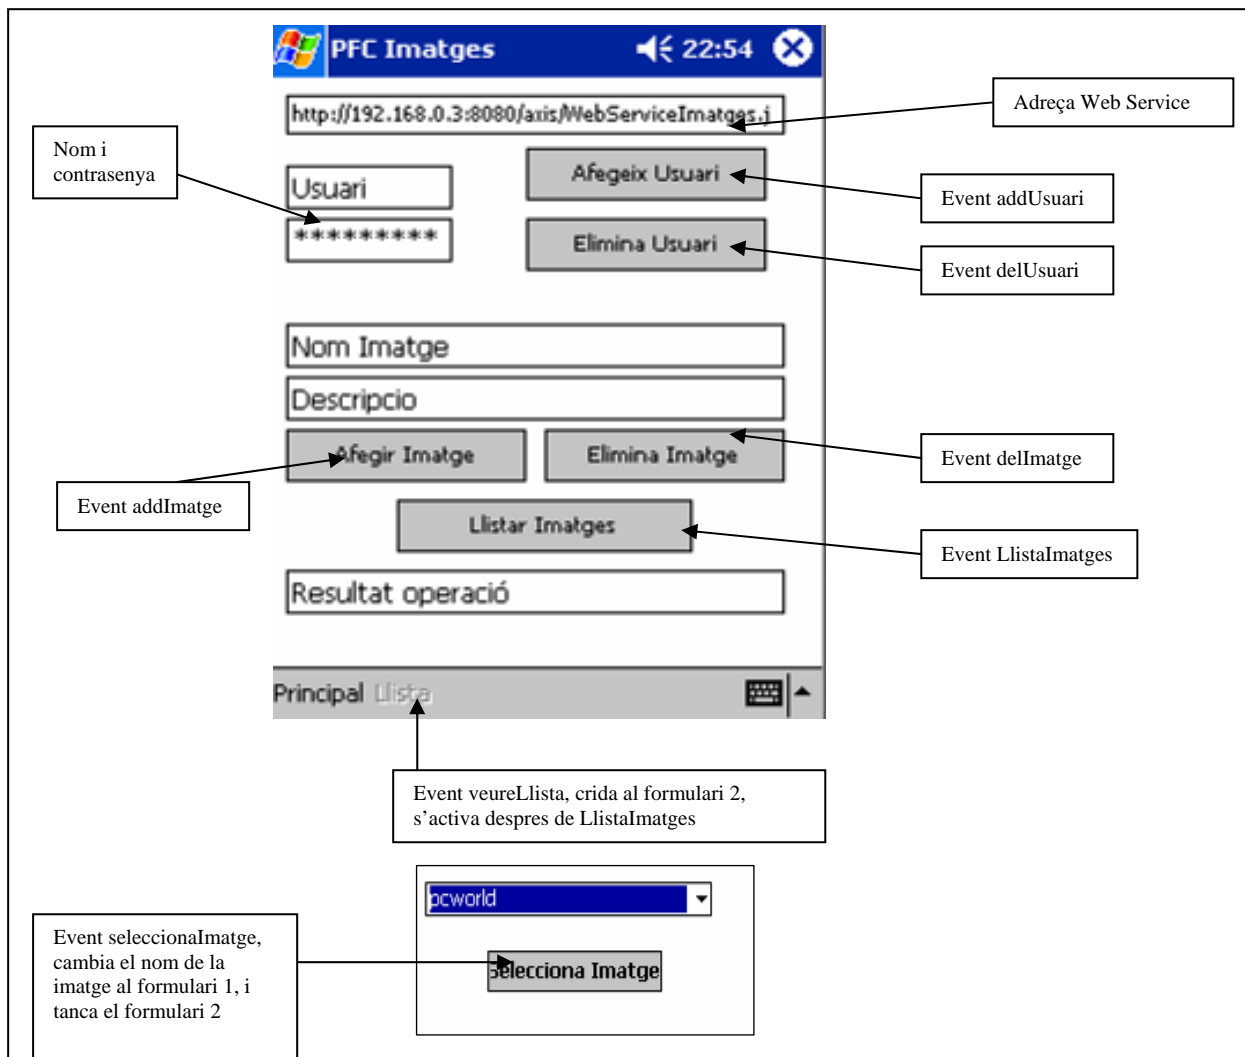 PFC Imatges 22:54
http://192.168.0.3:8080/axis/WebServiceImatges.j
Adreça Web Service
Nom i
contrasenya
Usuari
Afegeix Usuari
Event addUsuari
*********
Elimina Usuari
Event delUsuari
Nom Imatge
Descripcio
Afegir Imatge
Elimina Imatge
Event delImatge
Event addImatge
Llistar Imatges
Event LlistaImatges
Resultat operació
Principal Llista
Event veureLlista, crida al formulari 2,
s'activa despres de LlistaImatges
pcworld
Selecciona Imatge
Event seleccionaImatge,
cambia el nom de la
imatge al formulari 1, i
tanca el formulari 2